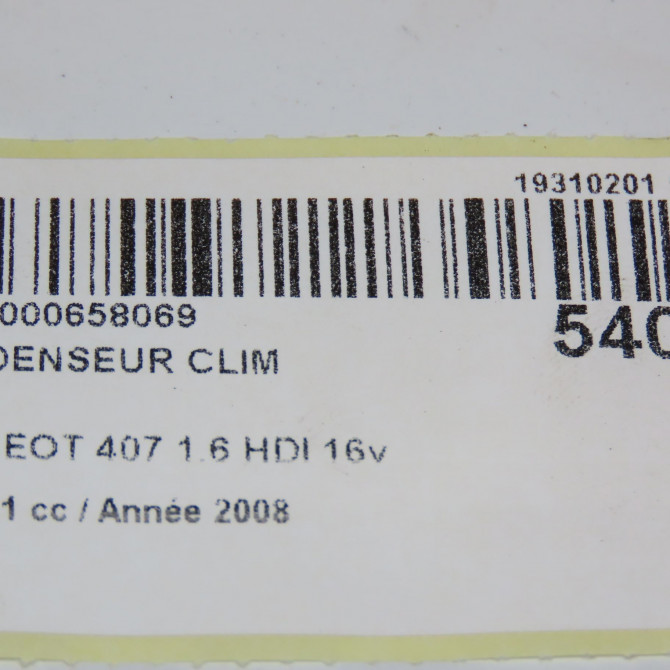 19310201
000658069
540
DENSEUR CLIM
EOT 407 1.6 HDI 16v
1 cc / Année 2008